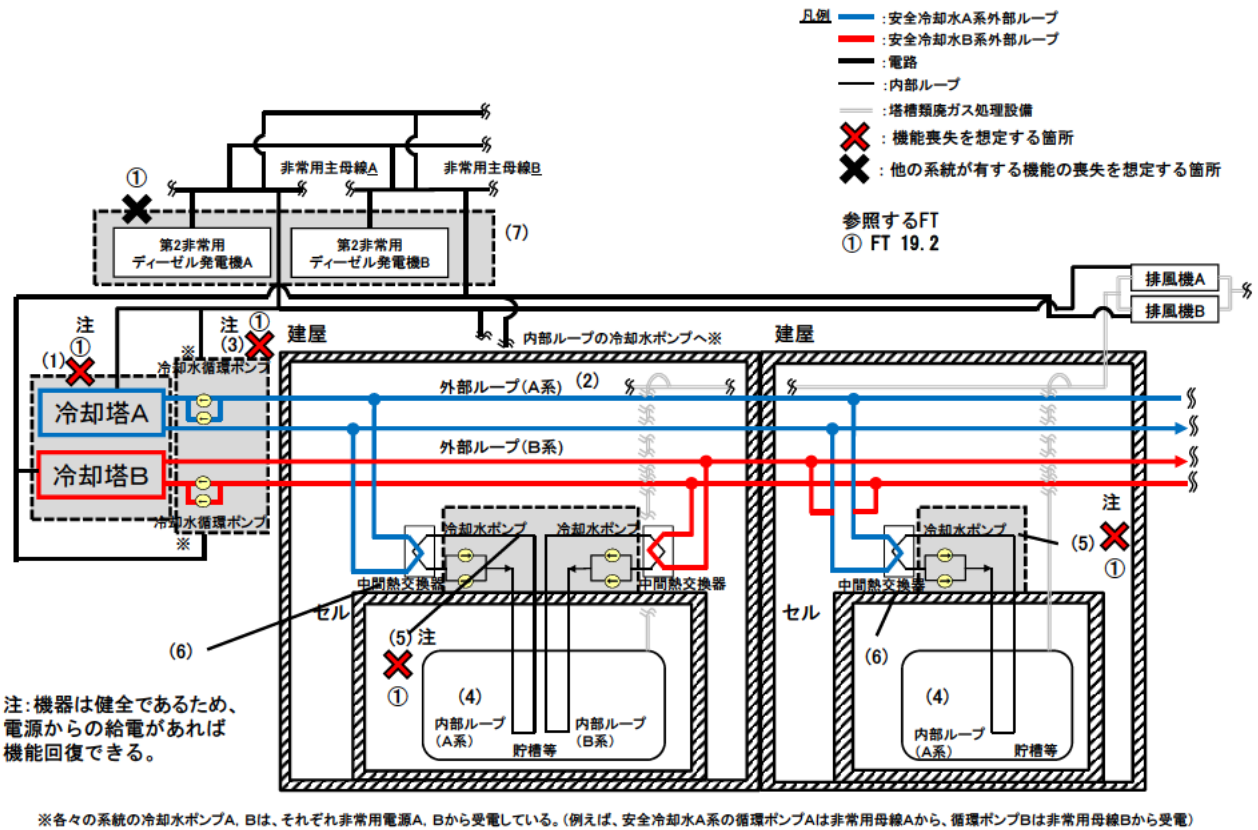 凡例
:安全冷却水A系外部ループ
:安全冷却水B系外部ループ
:電路
:内部ループ
:塔槽類廃ガス処理設備
:機能喪失を想定する箇所
:他の系統が有する機能の喪失を想定する箇所
参照するFT
① FT 19.2
非常用主母線A
非常用主母線B
①
第2非常用
ディーゼル発電機A
第2非常用
ディーゼル発電機B
(7)
排風機A
排風機B
注
①
(1)
注
①
(3)
※
冷却水循環ポンプ
建屋
内部ループの冷却水ポンプへ※
建屋
冷却塔A
外部ループ(A系)
(2)
冷却塔B
外部ループ(B系)
冷却水循環ポンプ
※
冷却水ポンプ
冷却水ポンプ
冷却水ポンプ
注
(5)
①
中間熱交換器
中間熱交換器
中間熱交換器
セル
セル
(6)
(5)注
①
(6)
(4)
内部ループ
(A系)
内部ループ
(B系)
貯槽等
(4)
内部ループ
(A系)
貯槽等
注:機器は健全であるため、
電源からの給電があれば
機能回復できる。
※各々の系統の冷却水ポンプA, Bは、それぞれ非常用電源A, Bから受電している。(例えば、安全冷却水A系の循環ポンプAは非常用母線Aから、循環ポンプBは非常用母線Bから受電)